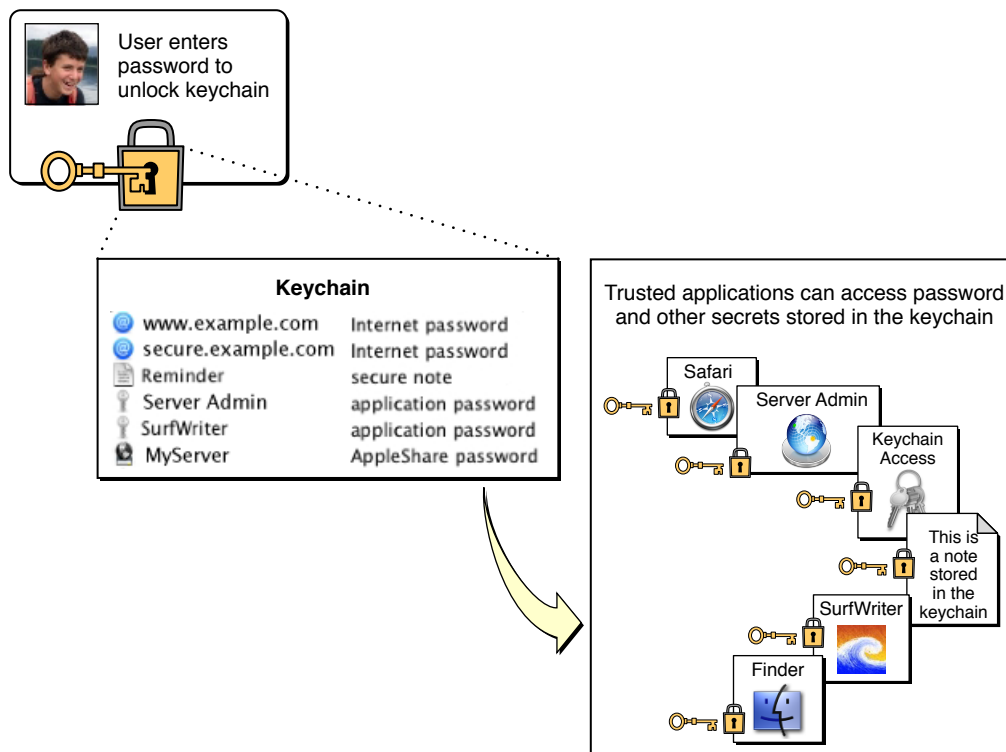 User enters
password to
unlock keychain
Keychain
@ www.example.com Internet password
@ secure.example.com Internet password
Reminder secure note
Server Admin application password
SurfWriter application password
MyServer AppleShare password
Trusted applications can access password
and other secrets stored in the keychain
Safari
Server Admin
Keychain
Access
This is
a note
stored
in the
keychain
SurfWriter
Finder